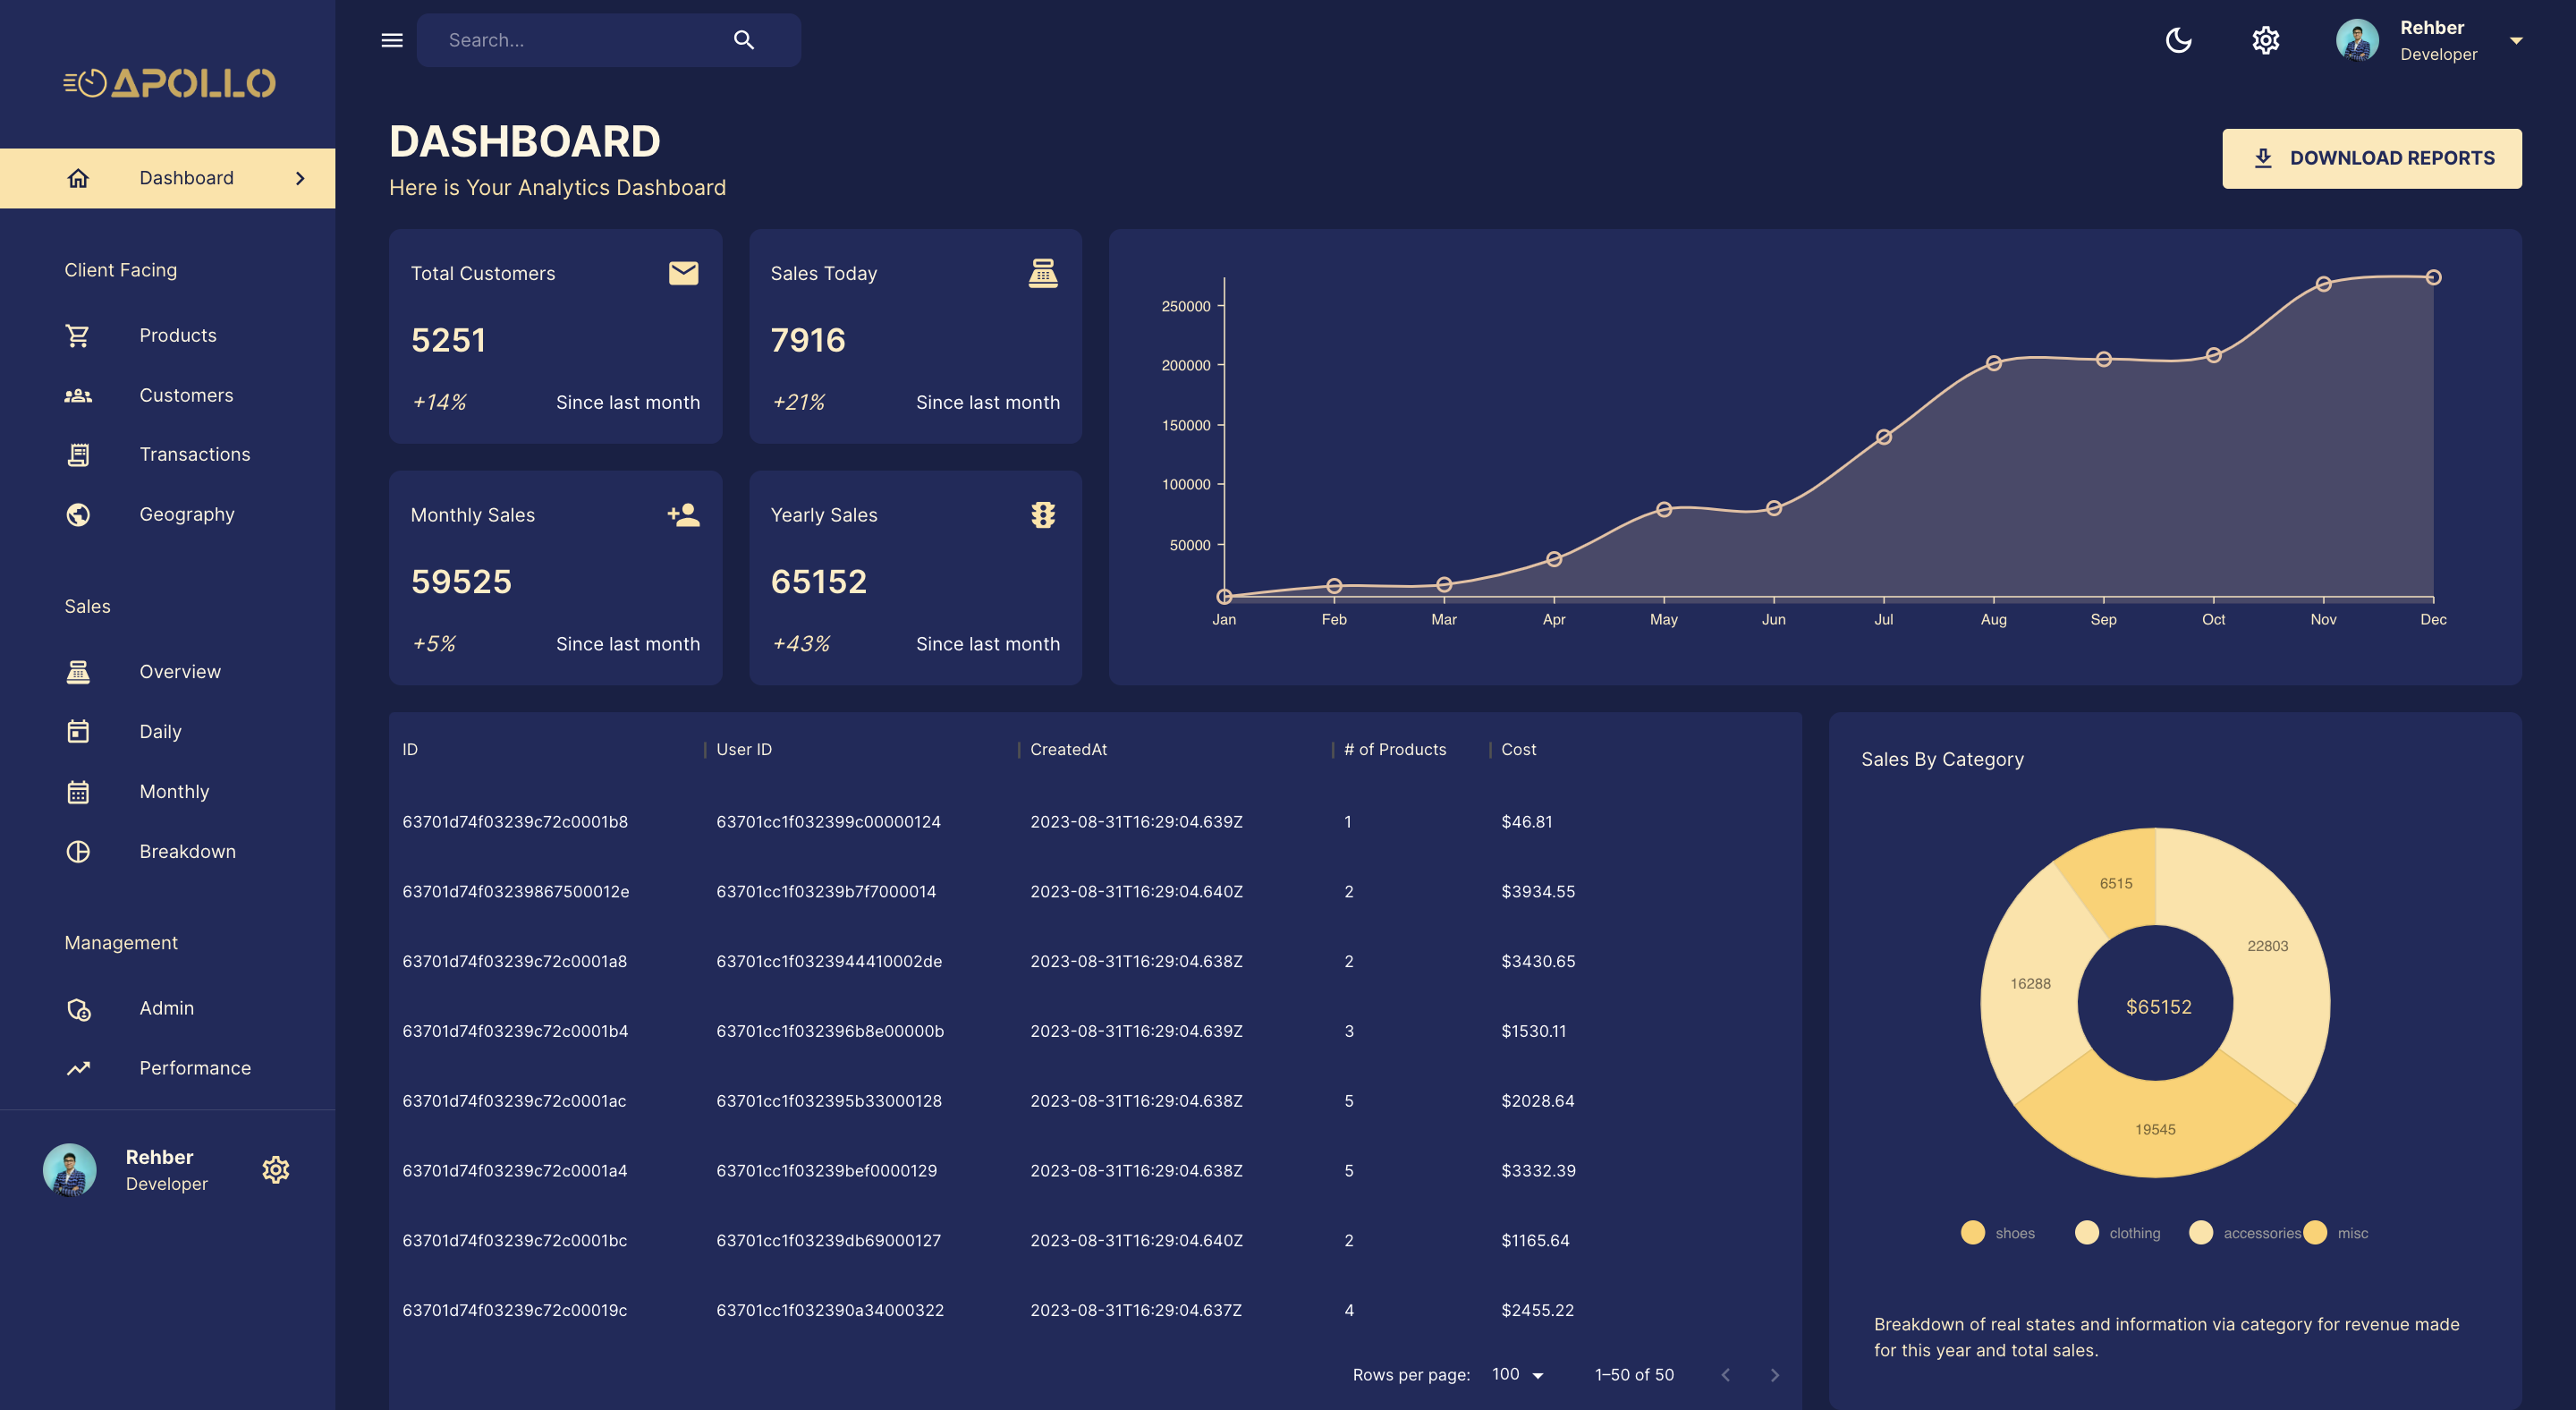 APOLLO
Dashboard
Client Facing
Products
Customers
Transactions
Geography
Sales
Overview
Daily
Monthly
Breakdown
Management
Admin
Performance
Rehber
Developer
Search...
Rehber
Developer
DASHBOARD
Here is Your Analytics Dashboard
DOWNLOAD REPORTS
Total Customers
5251
+14% Since last month
Sales Today
7916
+21% Since last month
Monthly Sales
59525
+5% Since last month
Yearly Sales
65152
+43% Since last month
250000
200000
150000
100000
50000
Jan Feb Mar Apr May Jun Jul Aug Sep Oct Nov Dec
ID User ID CreatedAt # of Products Cost
63701d74f03239c72c0001b8 63701cc1f032399c00000124 2023-08-31T16:29:04.639Z 1 $46.81
63701d74f03239867500012e 63701cc1f03239b7f7000014 2023-08-31T16:29:04.640Z 2 $3934.55
63701d74f03239c72c0001a8 63701cc1f0323944410002de 2023-08-31T16:29:04.638Z 2 $3430.65
63701d74f03239c72c0001b4 63701cc1f032396b8e00000b 2023-08-31T16:29:04.639Z 3 $1530.11
63701d74f03239c72c0001ac 63701cc1f032395b33000128 2023-08-31T16:29:04.638Z 5 $2028.64
63701d74f03239c72c0001a4 63701cc1f03239bef0000129 2023-08-31T16:29:04.638Z 5 $3332.39
63701d74f03239c72c0001bc 63701cc1f03239db69000127 2023-08-31T16:29:04.640Z 2 $1165.64
63701d74f03239c72c00019c 63701cc1f032390a34000322 2023-08-31T16:29:04.637Z 4 $2455.22
Rows per page: 100 1–50 of 50
Sales By Category
6515
22803
16288
$65152
19545
shoes clothing accessories misc
Breakdown of real states and information via category for revenue made
for this year and total sales.